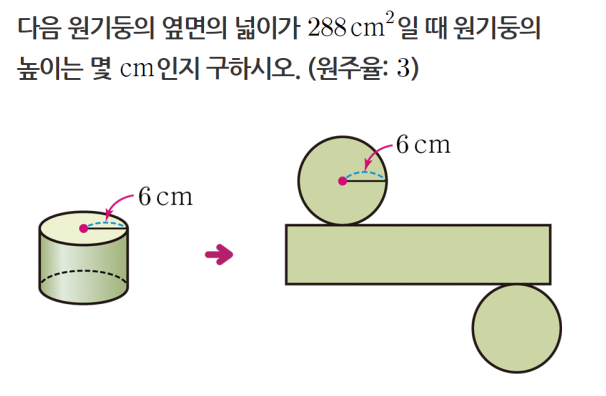 다음 원기둥의 옆면의 넓이가 288 cm²일 때 원기둥의
높이는 몇 cm인지 구하시오. (원주율: 3)
6 cm
6 cm